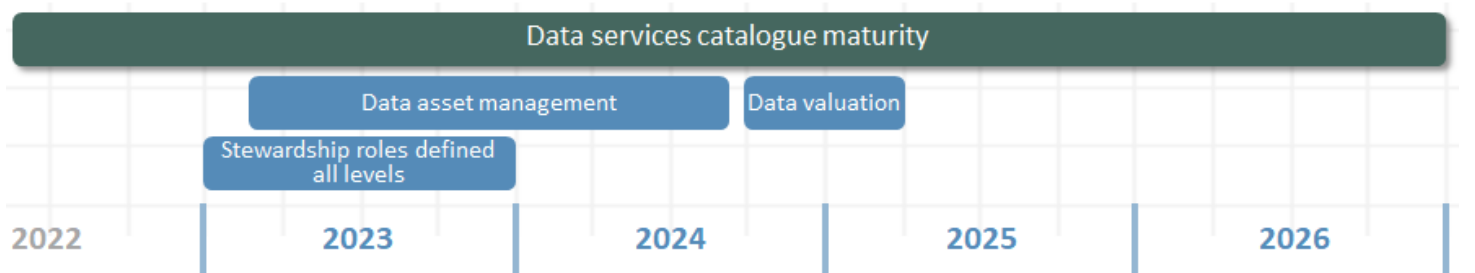 Data services catalogue maturity
Data asset management
Data valuation
Stewardship roles defined
all levels
2022
2023
2024
2025
2026